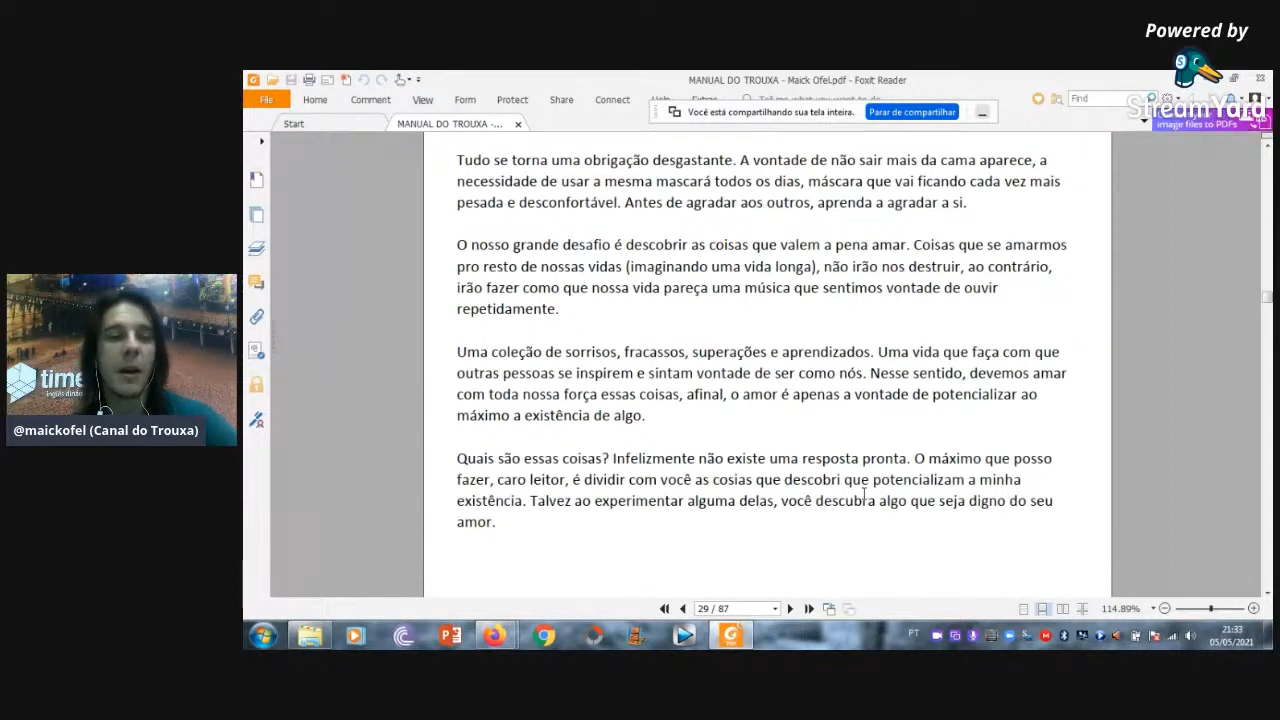 Powered by
StreamYard
MANUAL DO TROUXA - Maick Ofel.pdf - Foxit Reader
File Home Comment View Form Protect Share Connect
Find
Você está compartilhando sua tela inteira. Parar de compartilhar
image files to PDFs
Start MANUAL DO TROUXA -...
Tudo se torna uma obrigação desgastante. A vontade de não sair mais da cama aparece, a
necessidade de usar a mesma mascará todos os dias, máscara que vai ficando cada vez mais
pesada e desconfortável. Antes de agradar aos outros, aprenda a agradar a si.
O nosso grande desafio é descobrir as coisas que valem a pena amar. Coisas que se amarmos
pro resto de nossas vidas (imaginando uma vida longa), não irão nos destruir, ao contrário,
irão fazer como que nossa vida pareça uma música que sentimos vontade de ouvir
repetidamente.
Uma coleção de sorrisos, fracassos, superações e aprendizados. Uma vida que faça com que
outras pessoas se inspirem e sintam vontade de ser como nós. Nesse sentido, devemos amar
com toda nossa força essas coisas, afinal, o amor é apenas a vontade de potencializar ao
máximo a existência de algo.
Quais são essas coisas? Infelizmente não existe uma resposta pronta. O máximo que posso
fazer, caro leitor, é dividir com você as cosias que descobri que potencializam a minha
existência. Talvez ao experimentar alguma delas, você descubra algo que seja digno do seu
amor.
time
@maickofel (Canal do Trouxa)
29 / 87
114.89%
PT
21:33
05/05/2021